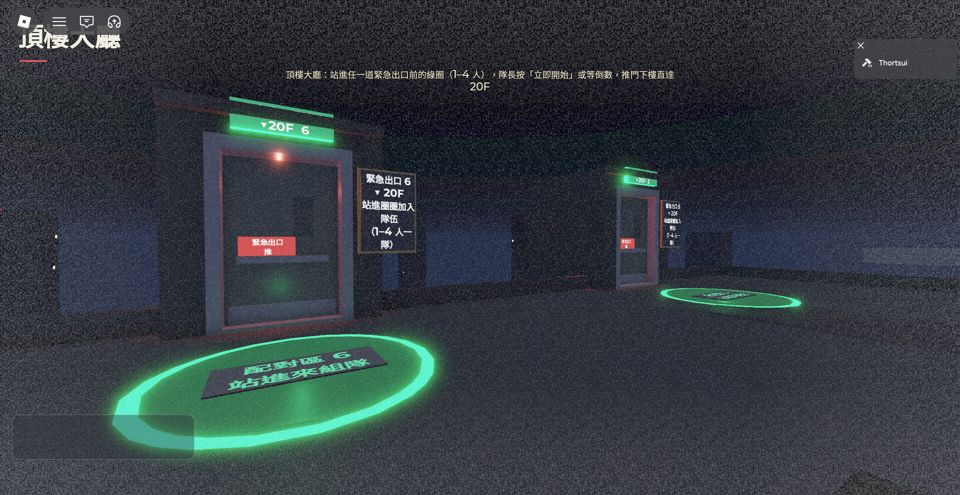 頂樓大廳
頂樓大廳：站進任一道緊急出口前的綠圈（1–4 人），隊長按「立即開始」或等倒數，推門下樓直達
20F
Thortsui
▼20F 6
緊急出口 6
▼ 20F
站進圈圈加入
隊伍
（1–4 人一
隊）
緊急出口
推
配對區 6
站進來組隊